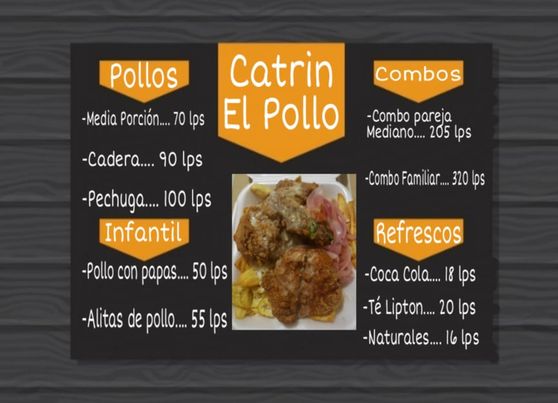 Catrin
El Pollo
Pollos
-Media Porción.... 70 lps
-Cadera.... 90 lps
-Pechuga.... 100 lps
Infantil
-Pollo con papas.... 50 lps
-Alitas de pollo.... 55 lps
Combos
-Combo pareja
Mediano.... 205 lps
-Combo Familiar.... 320 lps
Refrescos
-Coca Cola.... 18 lps
-Té Lipton.... 20 lps
-Naturales.... 16 lps